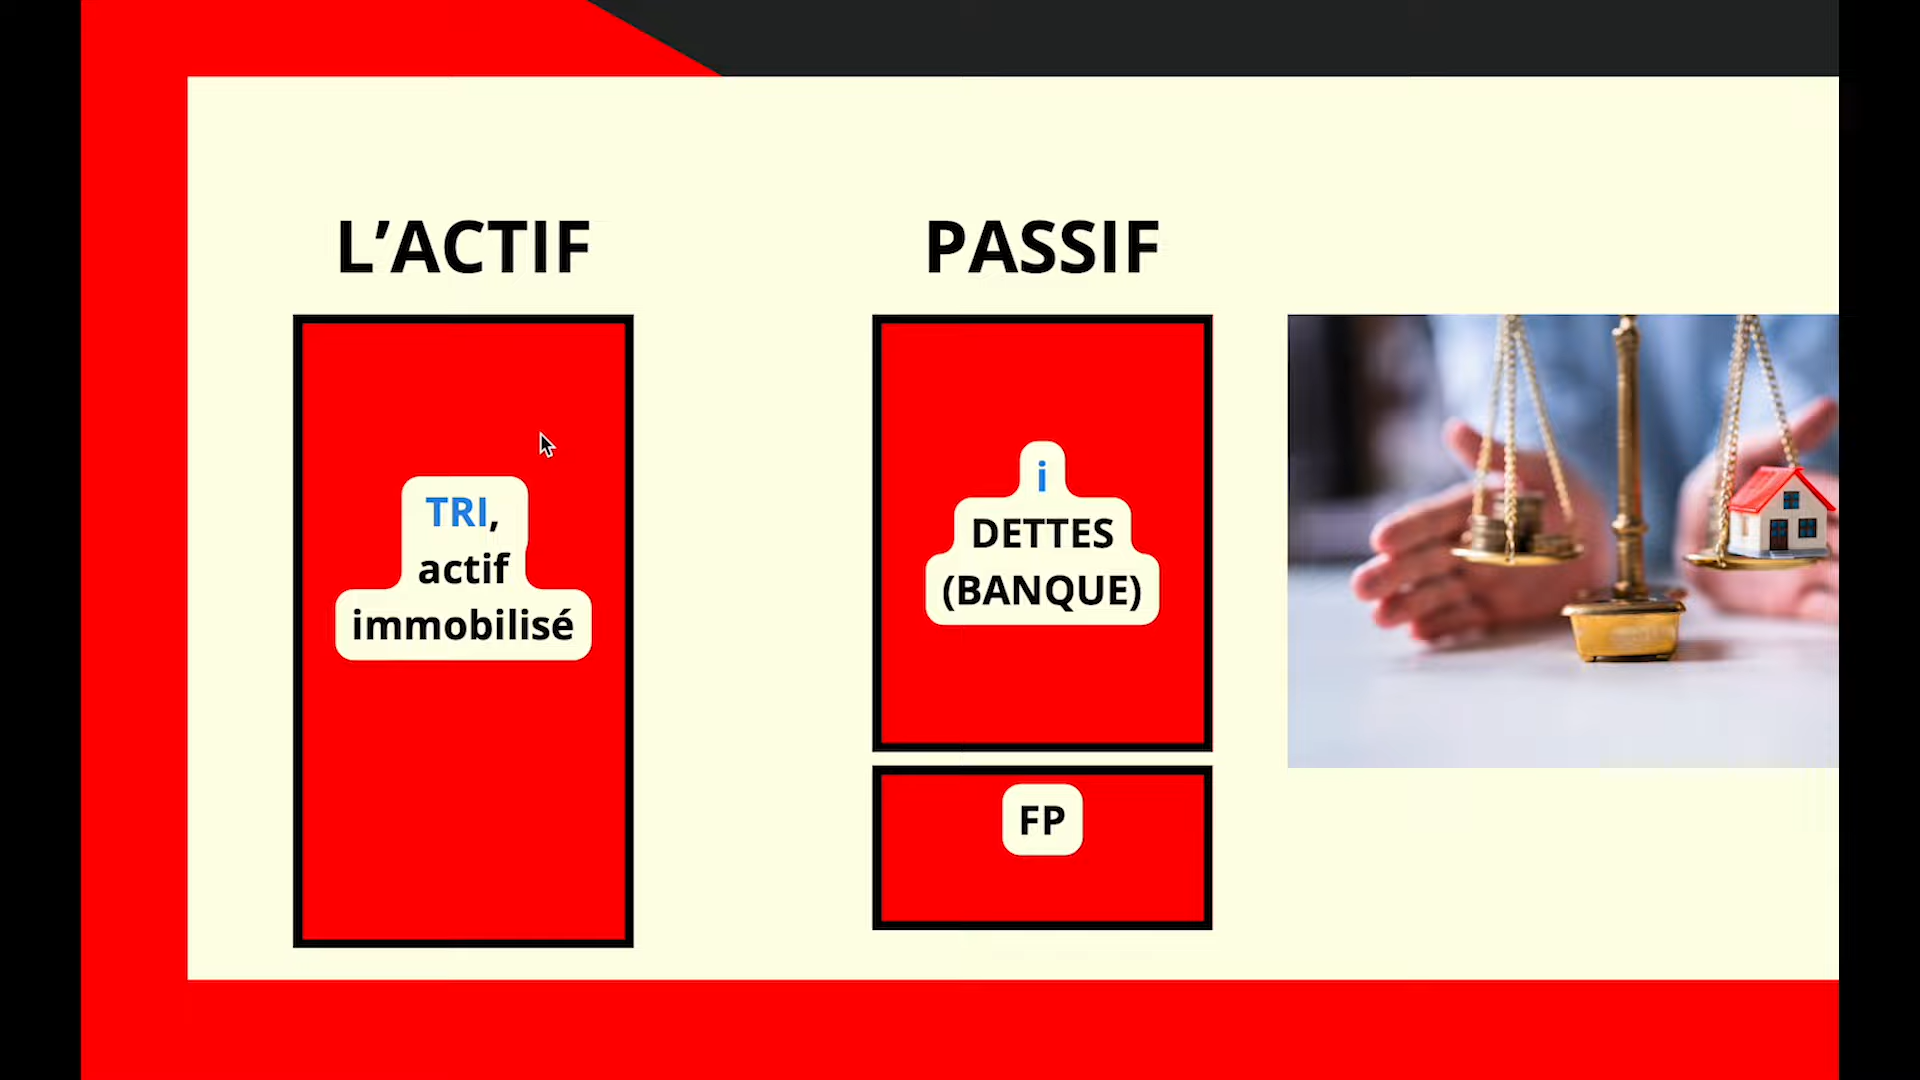 L’ACTIF
TRI,
actif
immobilisé
PASSIF
i
DETTES
(BANQUE)
FP